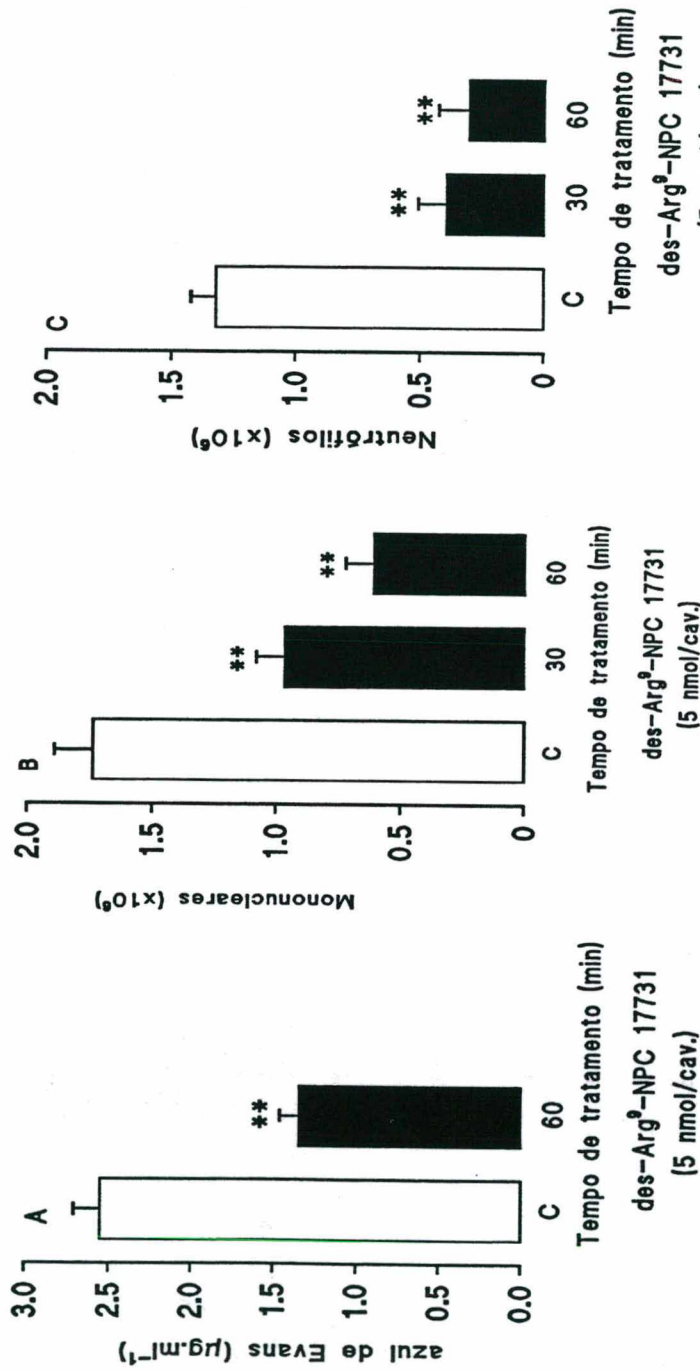 A
azul de Evans (µg.ml⁻¹)
3.0
2.5
2.0
1.5
1.0
0.5
0.0
**
C 60
Tempo de tratamento (min)
des-Arg⁹-NPC 17731
(5 nmol/cav.)
B
Mononucleares (x10⁶)
2.0
1.5
1.0
0.5
0
** **
C 30 60
Tempo de tratamento (min)
des-Arg⁹-NPC 17731
(5 nmol/cav.)
C
Neutrófilos (x10⁶)
2.0
1.5
1.0
0.5
0
** **
C 30 60
Tempo de tratamento (min)
des-Arg⁹-NPC 17731